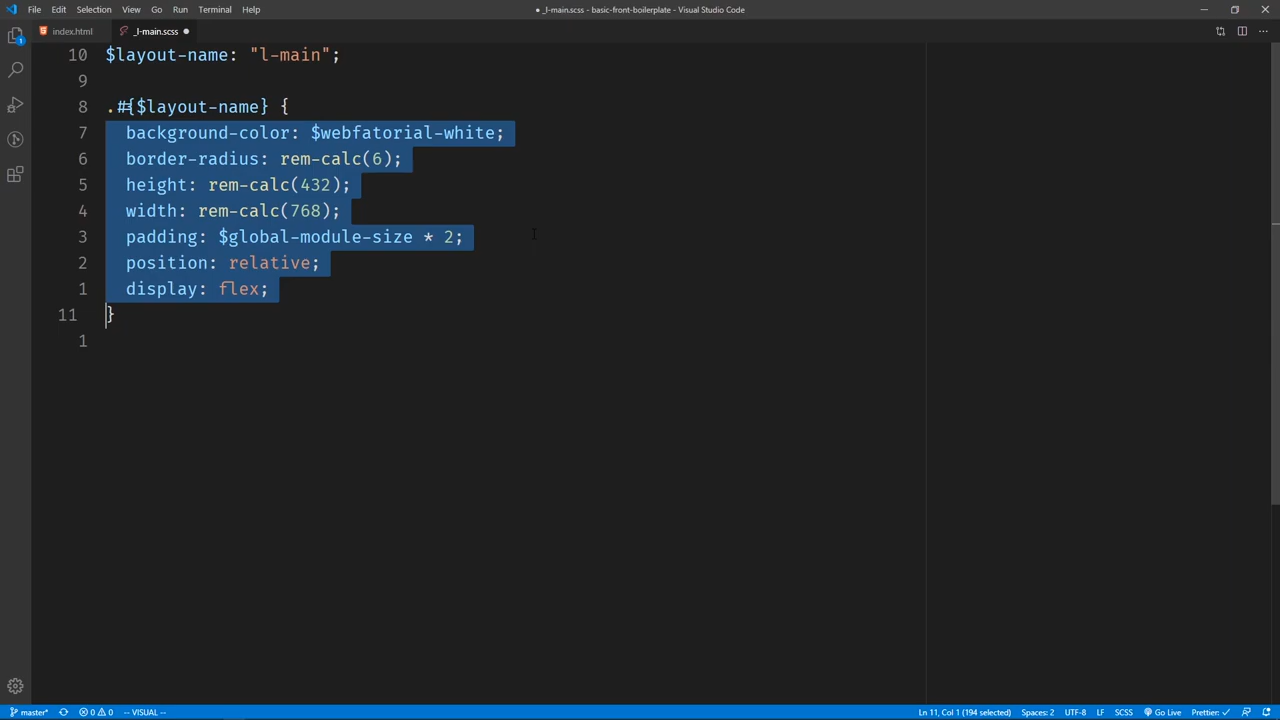 File Edit Selection View Go Run Terminal Help
● _l-main.scss - basic-front-boilerplate - Visual Studio Code
index.html _l-main.scss
1
10 $layout-name: "l-main";
9
8 .#{$layout-name} {
7 background-color: $webfatorial-white;
6 border-radius: rem-calc(6);
5 height: rem-calc(432);
4 width: rem-calc(768);
3 padding: $global-module-size * 2;
2 position: relative;
1 display: flex;
11 }
1
master* 0 0 -- VISUAL -- Ln 11, Col 1 (194 selected) Spaces: 2 UTF-8 LF SCSS Go Live Prettier: ✓